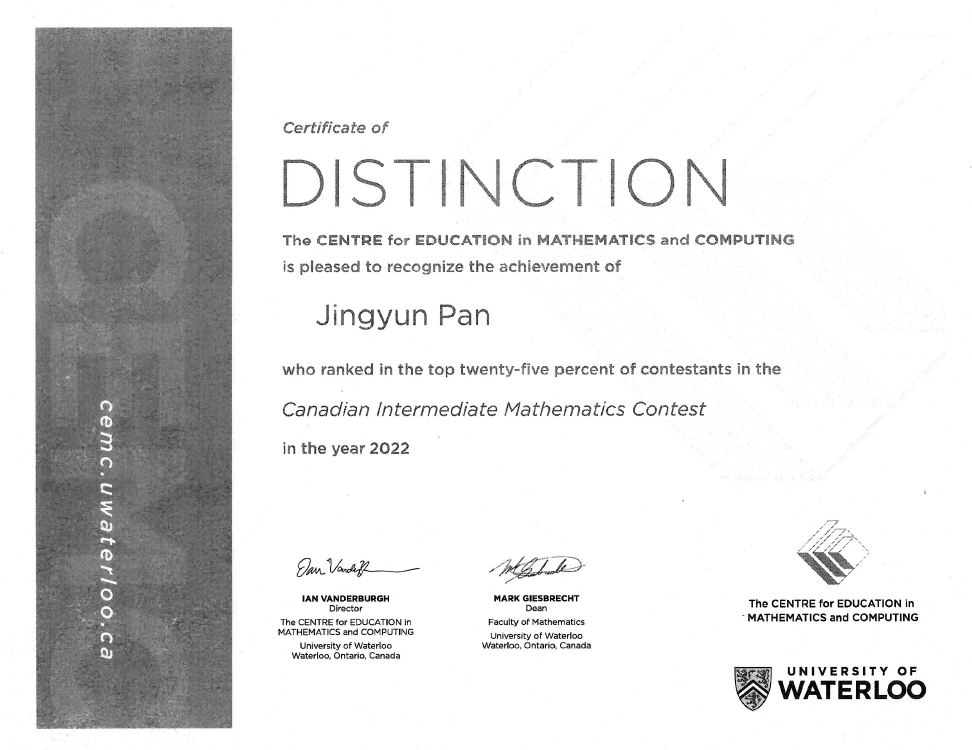 Certificate of
DISTINCTION
The CENTRE for EDUCATION in MATHEMATICS and COMPUTING
is pleased to recognize the achievement of
Jingyun Pan
who ranked in the top twenty-five percent of contestants in the
Canadian Intermediate Mathematics Contest
in the year 2022
CEMC
cemc.uwaterloo.ca
IAN VANDERBURGH
Director
The CENTRE for EDUCATION in
MATHEMATICS and COMPUTING
University of Waterloo
Waterloo, Ontario, Canada
MARK GIESBRECHT
Dean
Faculty of Mathematics
University of Waterloo
Waterloo, Ontario, Canada
The CENTRE for EDUCATION in
MATHEMATICS and COMPUTING
UNIVERSITY OF
WATERLOO